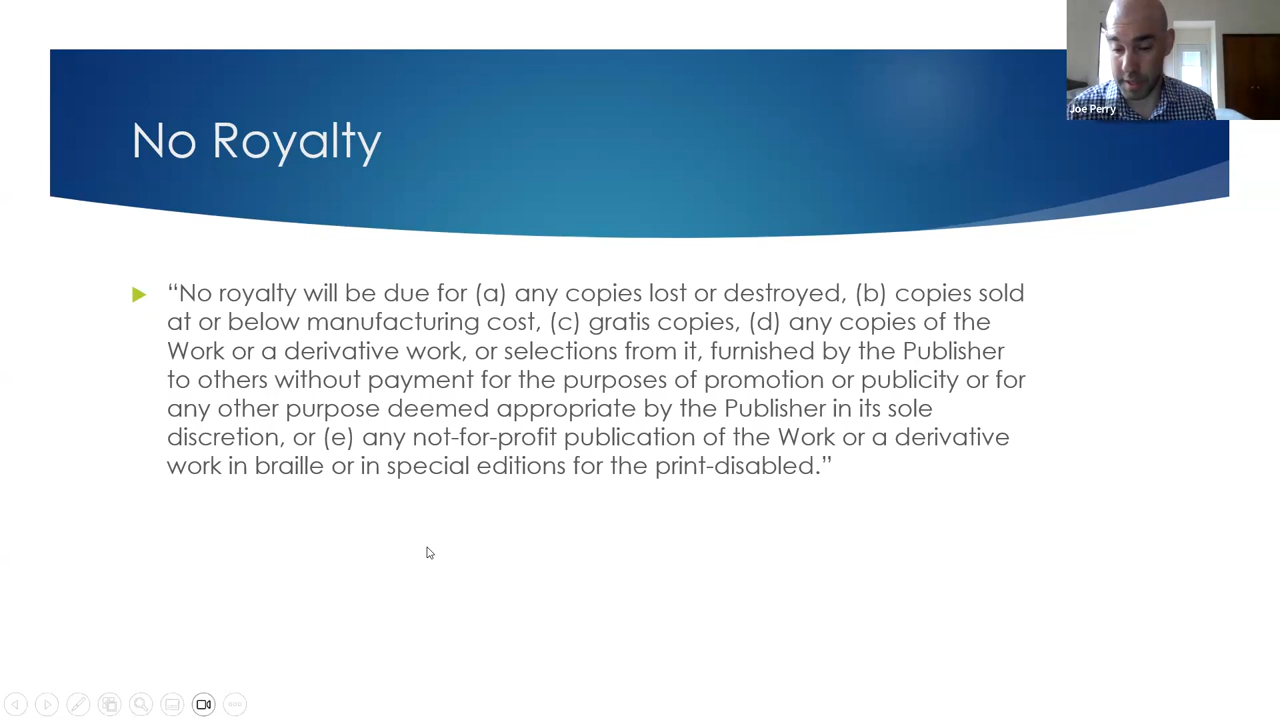 No Royalty
Joe Perry
“No royalty will be due for (a) any copies lost or destroyed, (b) copies sold
at or below manufacturing cost, (c) gratis copies, (d) any copies of the
Work or a derivative work, or selections from it, furnished by the Publisher
to others without payment for the purposes of promotion or publicity or for
any other purpose deemed appropriate by the Publisher in its sole
discretion, or (e) any not-for-profit publication of the Work or a derivative
work in braille or in special editions for the print-disabled.”